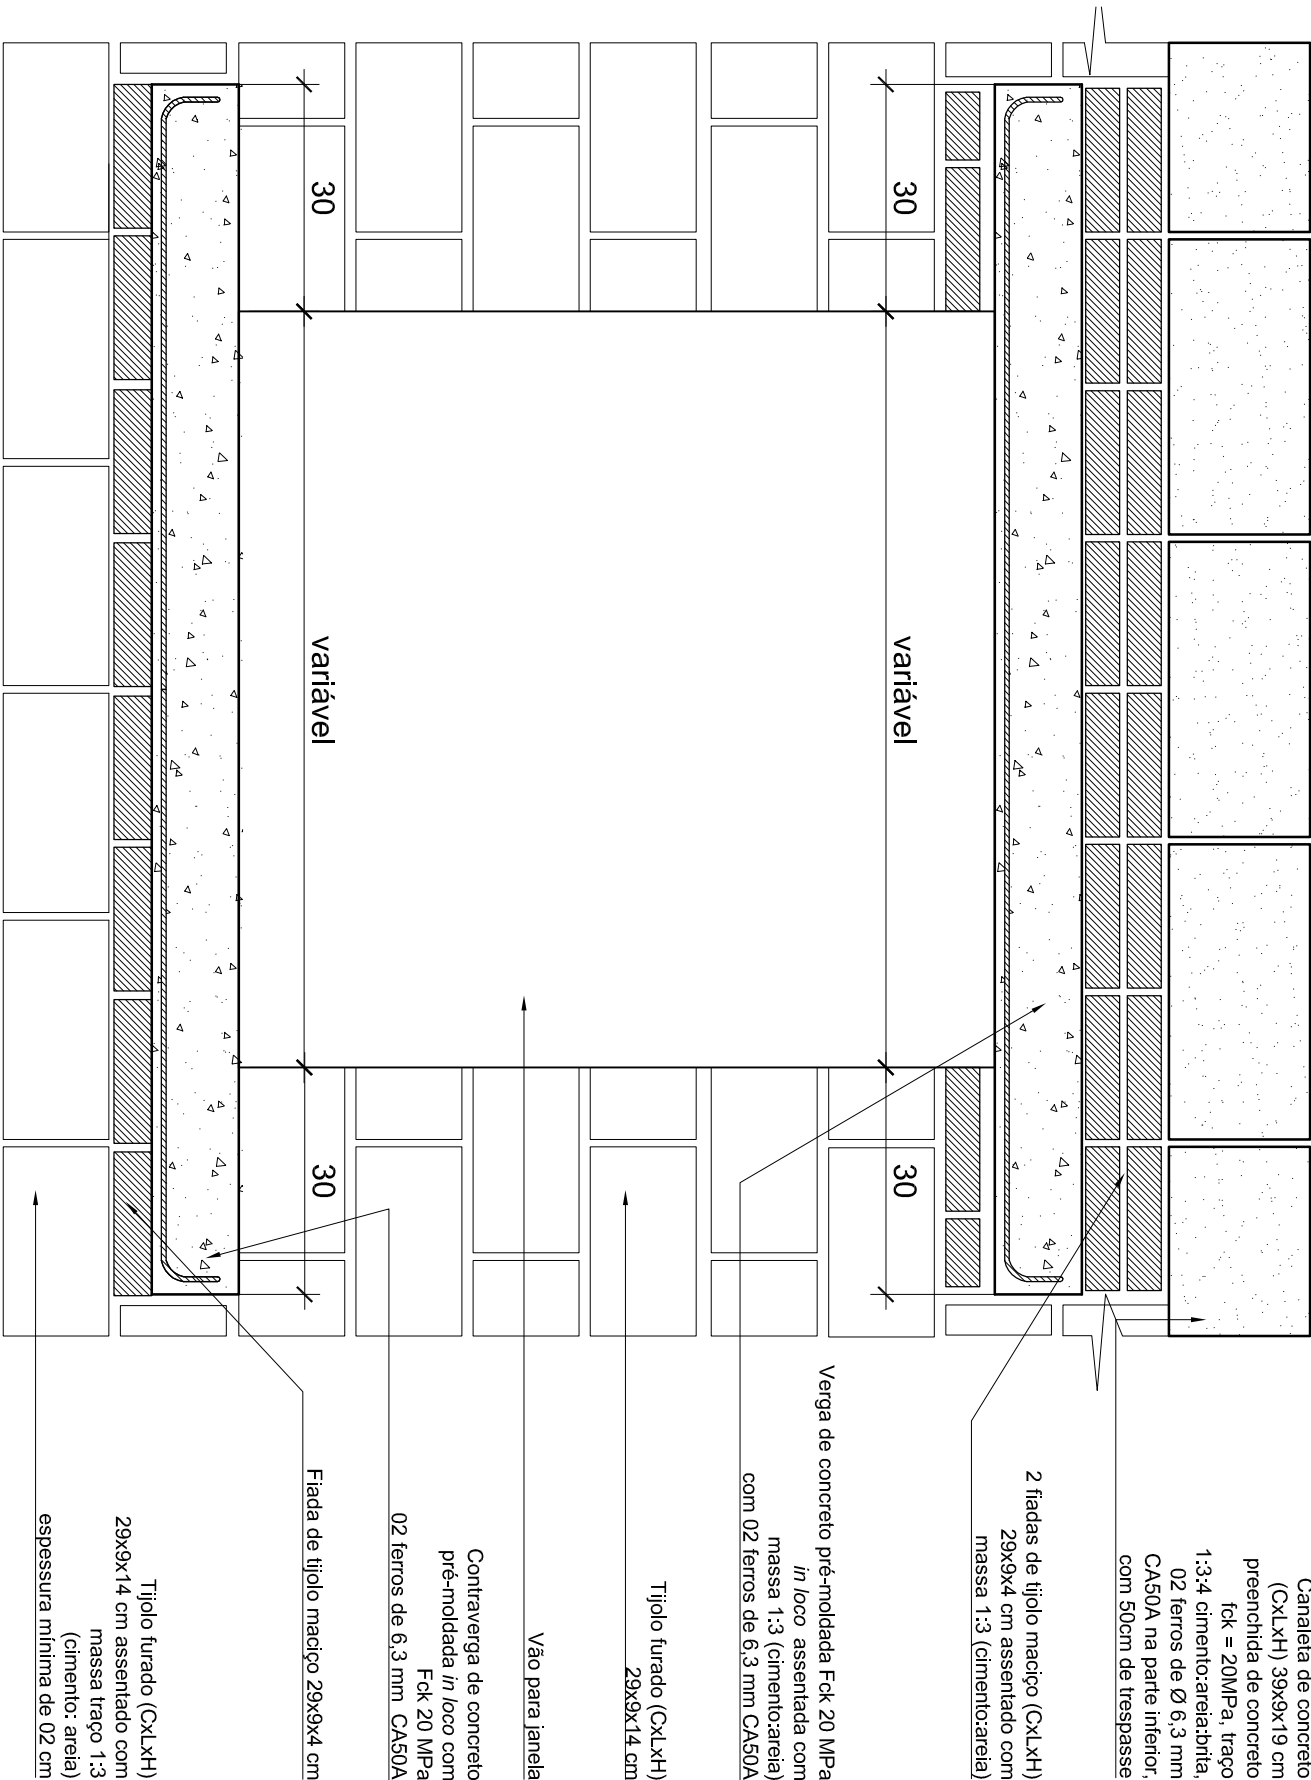 Canaleta de concreto
(CxLxH) 39x9x19 cm
preenchida de concreto
fck = 20MPa, traço
1:3:4 cimento:areia:brita,
02 ferros de Ø 6,3 mm
CA50A na parte inferior,
com 50cm de trespasse
2 fiadas de tijolo maciço (CxLxH)
29x9x4 cm assentado com
massa 1:3 (cimento:areia)
30
variável
30
Verga de concreto pré-moldada Fck 20 MPa
in loco assentada com
massa 1:3 (cimento:areia)
com 02 ferros de 6,3 mm CA50A
Tijolo furado (CxLxH)
29x9x14 cm
Vão para janela
Contraverga de concreto
pré-moldada in loco com
Fck 20 MPa
02 ferros de 6,3 mm CA50A
30
variável
30
Fiada de tijolo maciço 29x9x4 cm
Tijolo furado (CxLxH)
29x9x14 cm assentado com
massa traço 1:3
(cimento: areia)
espessura mínima de 02 cm